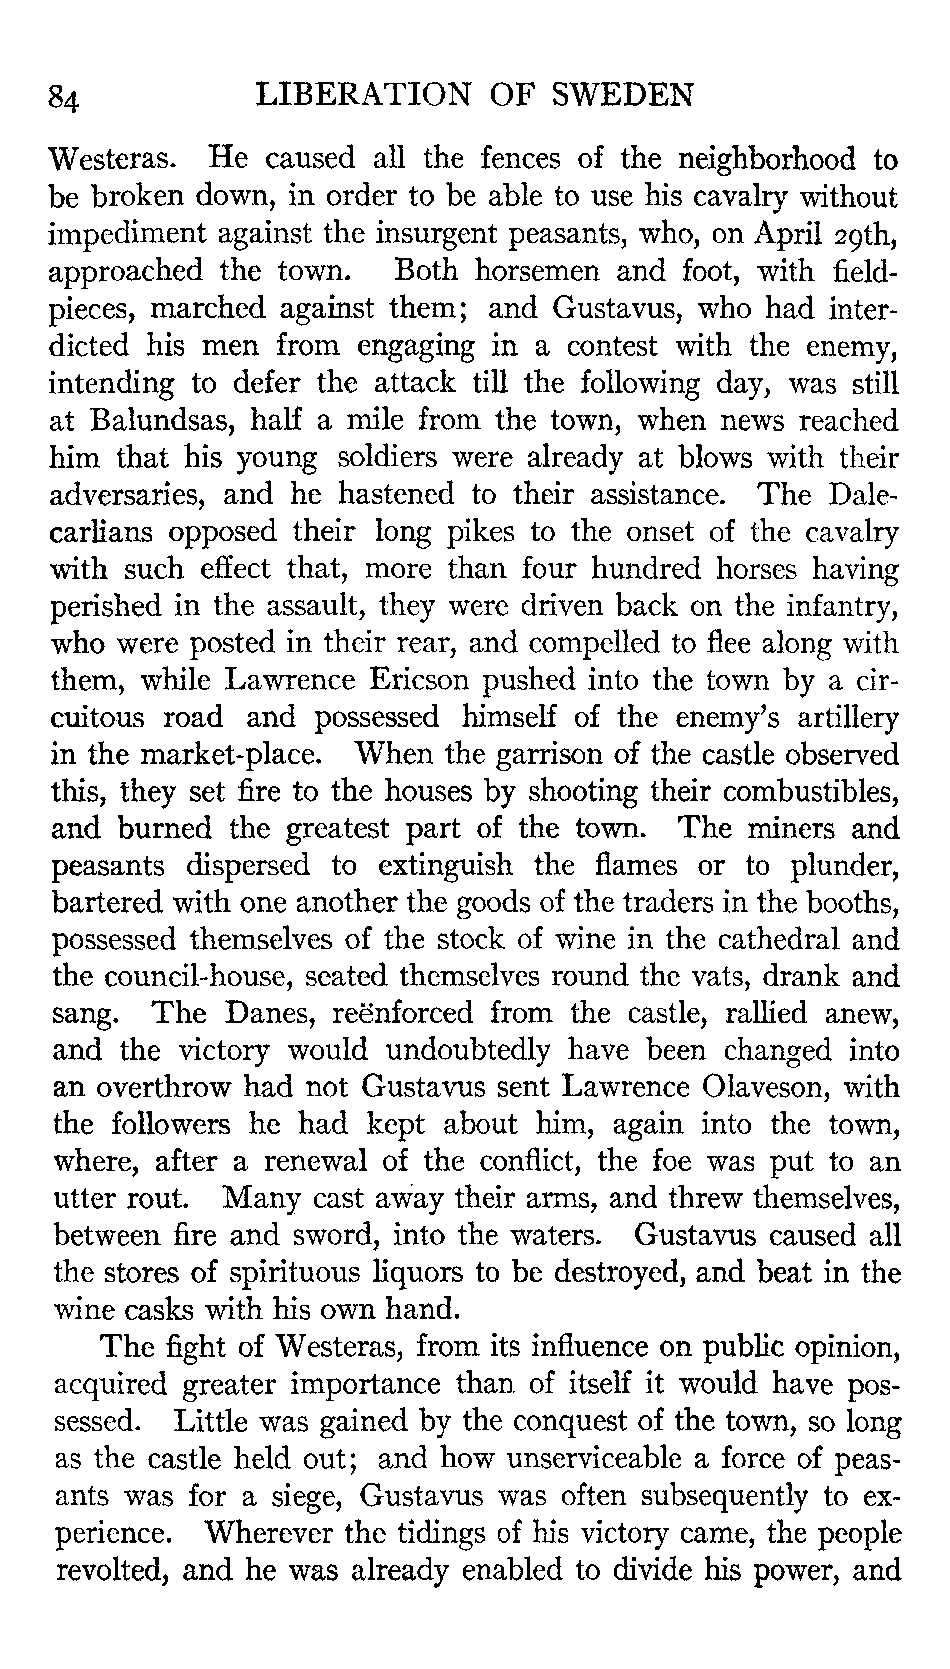 84 LIBERATION OF SWEDEN
Westeras. He caused all the fences of the neighborhood to
be broken down, in order to be able to use his cavalry without
impediment against the insurgent peasants, who, on April 29th,
approached the town. Both horsemen and foot, with field-
pieces, marched against them; and Gustavus, who had inter-
dicted his men from engaging in a contest with the enemy,
intending to defer the attack till the following day, was still
at Balundsas, half a mile from the town, when news reached
him that his young soldiers were already at blows with their
adversaries, and he hastened to their assistance. The Dale-
carlians opposed their long pikes to the onset of the cavalry
with such effect that, more than four hundred horses having
perished in the assault, they were driven back on the infantry,
who were posted in their rear, and compelled to flee along with
them, while Lawrence Ericson pushed into the town by a cir-
cuitous road and possessed himself of the enemy's artillery
in the market-place. When the garrison of the castle observed
this, they set fire to the houses by shooting their combustibles,
and burned the greatest part of the town. The miners and
peasants dispersed to extinguish the flames or to plunder,
bartered with one another the goods of the traders in the booths,
possessed themselves of the stock of wine in the cathedral and
the council-house, seated themselves round the vats, drank and
sang. The Danes, reënforced from the castle, rallied anew,
and the victory would undoubtedly have been changed into
an overthrow had not Gustavus sent Lawrence Olaveson, with
the followers he had kept about him, again into the town,
where, after a renewal of the conflict, the foe was put to an
utter rout. Many cast away their arms, and threw themselves,
between fire and sword, into the waters. Gustavus caused all
the stores of spirituous liquors to be destroyed, and beat in the
wine casks with his own hand.
The fight of Westeras, from its influence on public opinion,
acquired greater importance than of itself it would have pos-
sessed. Little was gained by the conquest of the town, so long
as the castle held out; and how unserviceable a force of peas-
ants was for a siege, Gustavus was often subsequently to ex-
perience. Wherever the tidings of his victory came, the people
revolted, and he was already enabled to divide his power, and